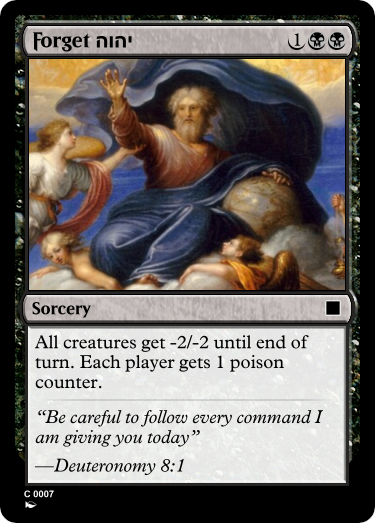 Forget יהוה 1
Sorcery
All creatures get -2/-2 until end of
turn. Each player gets 1 poison
counter.
“Be careful to follow every command I
am giving you today”
—Deuteronomy 8:1
C 0007